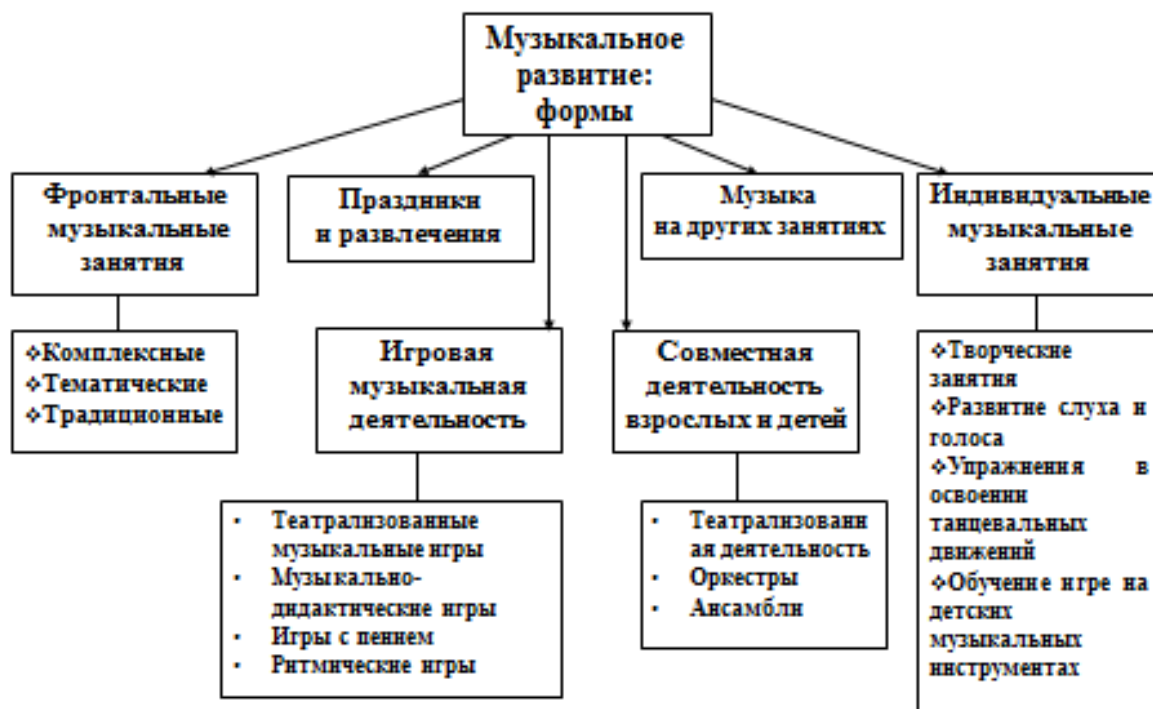 Музыкальное
развитие:
формы
Фронтальные
музыкальные
занятия
Праздники
и развлечения
Музыка
на других занятиях
Индивидуальные
музыкальные
занятия
❖Комплексные
❖Тематические
❖Традиционные
Игровая
музыкальная
деятельность
Совместная
деятельность
взрослых и детей
❖Творческие
занятия
❖Развитие слуха и
голоса
❖Упражнения в
освоении
танцевальных
движений
❖Обучение игре на
детских
музыкальных
инструментах
• Театрализованные
музыкальные игры
• Музыкально-
дидактические игры
• Игры с пением
• Ритмические игры
• Театрализованн
ая деятельность
• Оркестры
• Ансамбли